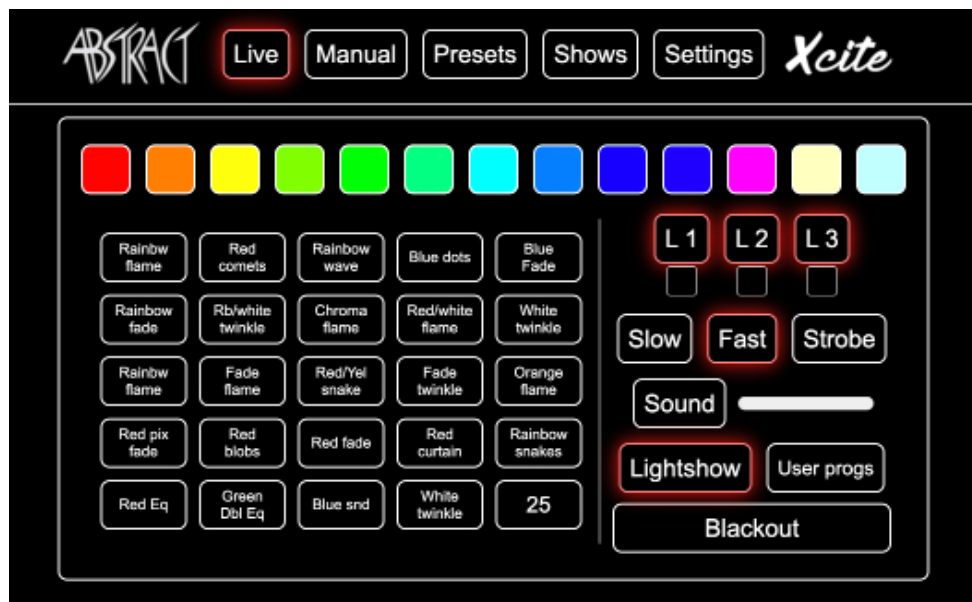 ABSTRACT Live Manual Presets Shows Settings Xcite
L 1 L 2 L 3
Rainbw flame
Red comets
Rainbow wave
Blue dots
Blue Fade
Rainbow fade
Rb/white twinkle
Chroma flame
Red/white flame
White twinkle
Slow Fast Strobe
Rainbw flame
Fade flame
Red/Yel snake
Fade twinkle
Orange flame
Sound
Red pix fade
Red blobs
Red fade
Red curtain
Rainbow snakes
Lightshow User progs
Red Eq
Green Dbl Eq
Blue snd
White twinkle
25
Blackout